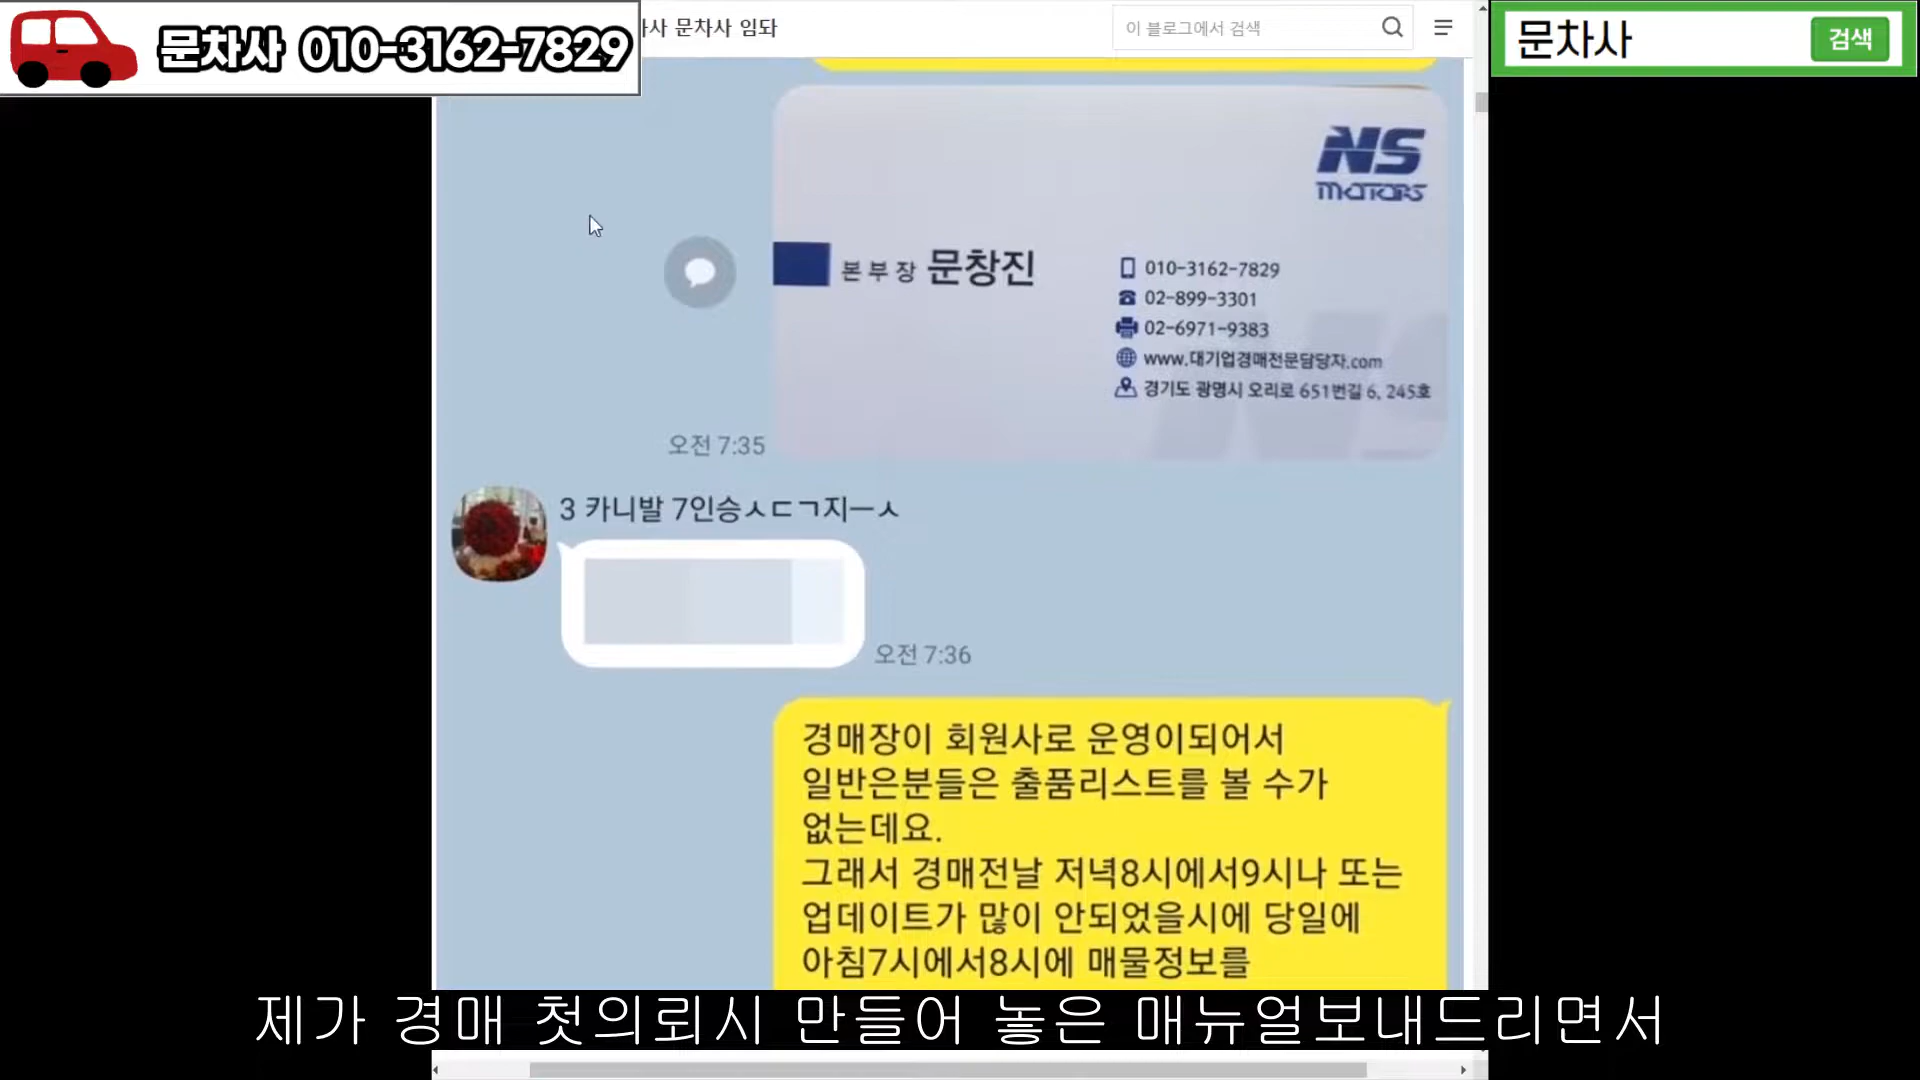 문차사 010-3162-7829
사 문차사 임돠
이 블로그에서 검색
문차사
검색
NS
MOTORS
본부장 문창진
010-3162-7829
02-899-3301
02-6971-9383
www.대기업경매전문담당자.com
경기도 광명시 오리로 651번길 6, 245호
오전 7:35
3 카니발 7인승ㅅㄷㄱ지ㅡㅅ
오전 7:36
경매장이 회원사로 운영이되어서
일반은분들은 출품리스트를 볼 수가
없는데요.
그래서 경매전날 저녁8시에서9시나 또는
업데이트가 많이 안되었을시에 당일에
아침7시에서8시에 매물정보를
제가 경매 첫의뢰시 만들어 놓은 매뉴얼보내드리면서